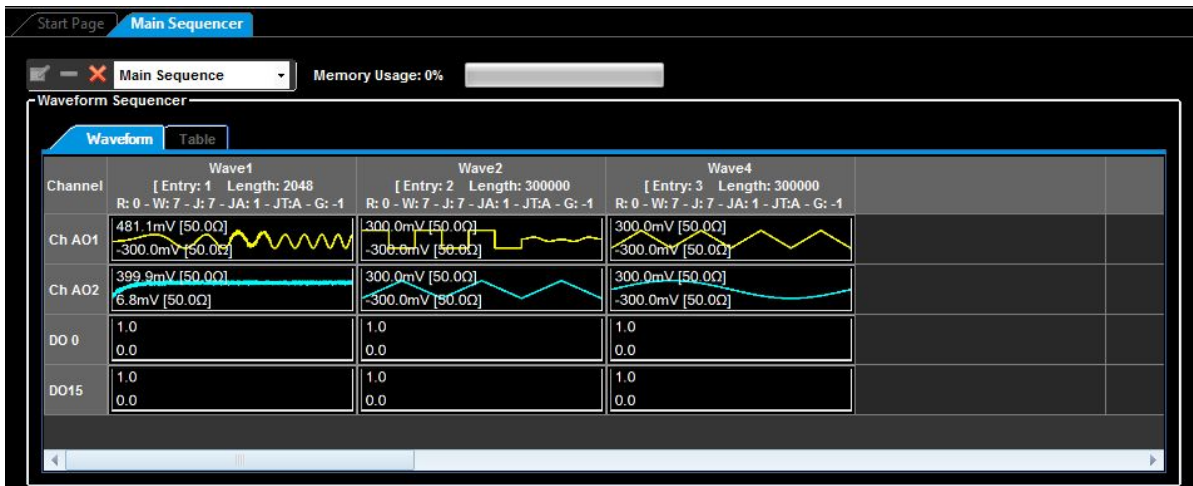 Start Page Main Sequencer
Main Sequence Memory Usage: 0%
Waveform Sequencer
Waveform Table
Channel
Wave1
[ Entry: 1 Length: 2048
R: 0 - W: 7 - J: 7 - JA: 1 - JT:A - G: -1
Wave2
[ Entry: 2 Length: 300000
R: 0 - W: 7 - J: 7 - JA: 1 - JT:A - G: -1
Wave4
[ Entry: 3 Length: 300000
R: 0 - W: 7 - J: 7 - JA: 1 - JT:A - G: -1
Ch AO1
481.1mV [50.0Ω]
-300.0mV [50.0Ω]
300.0mV [50.0Ω]
-300.0mV [50.0Ω]
300.0mV [50.0Ω]
-300.0mV [50.0Ω]
Ch AO2
399.9mV [50.0Ω]
6.8mV [50.0Ω]
300.0mV [50.0Ω]
-300.0mV [50.0Ω]
300.0mV [50.0Ω]
-300.0mV [50.0Ω]
DO 0
1.0
0.0
1.0
0.0
1.0
0.0
DO15
1.0
0.0
1.0
0.0
1.0
0.0